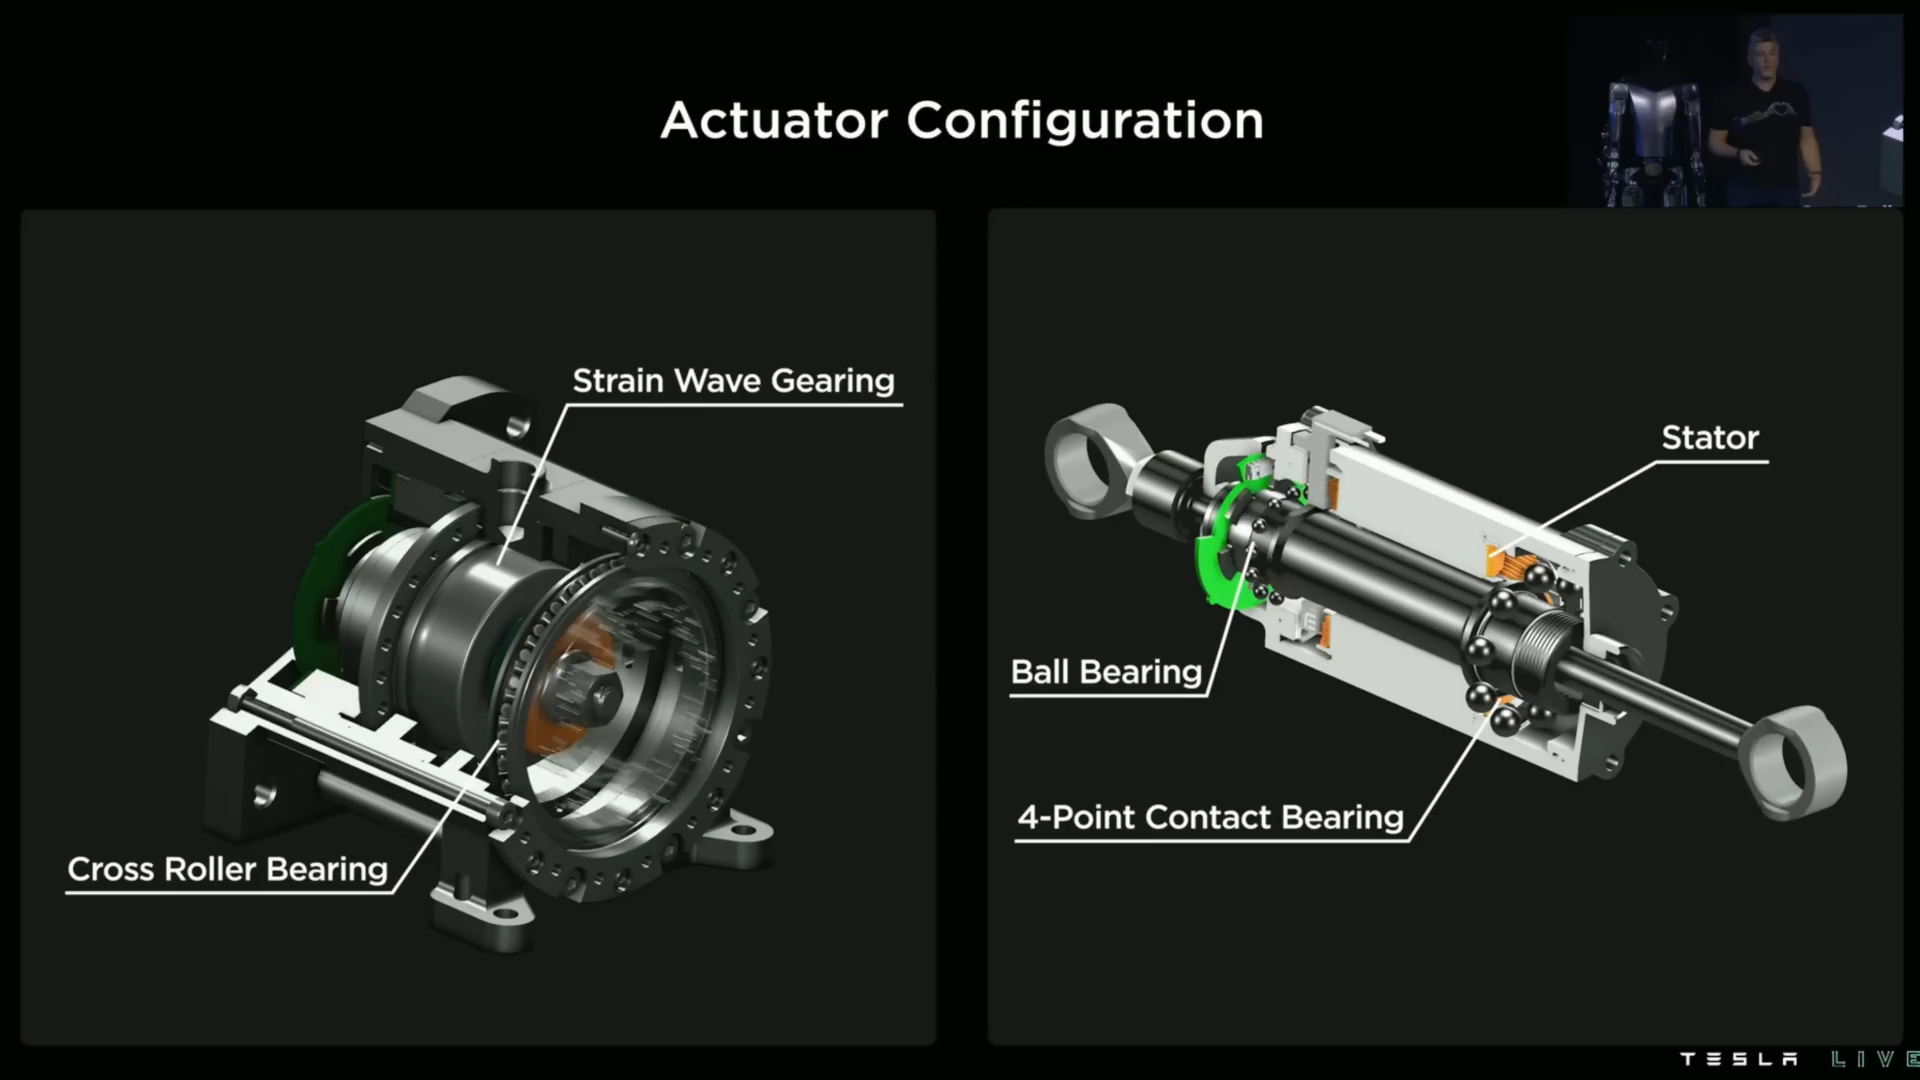 Actuator Configuration
Strain Wave Gearing
Cross Roller Bearing
Stator
Ball Bearing
4-Point Contact Bearing
TESLA LIVE